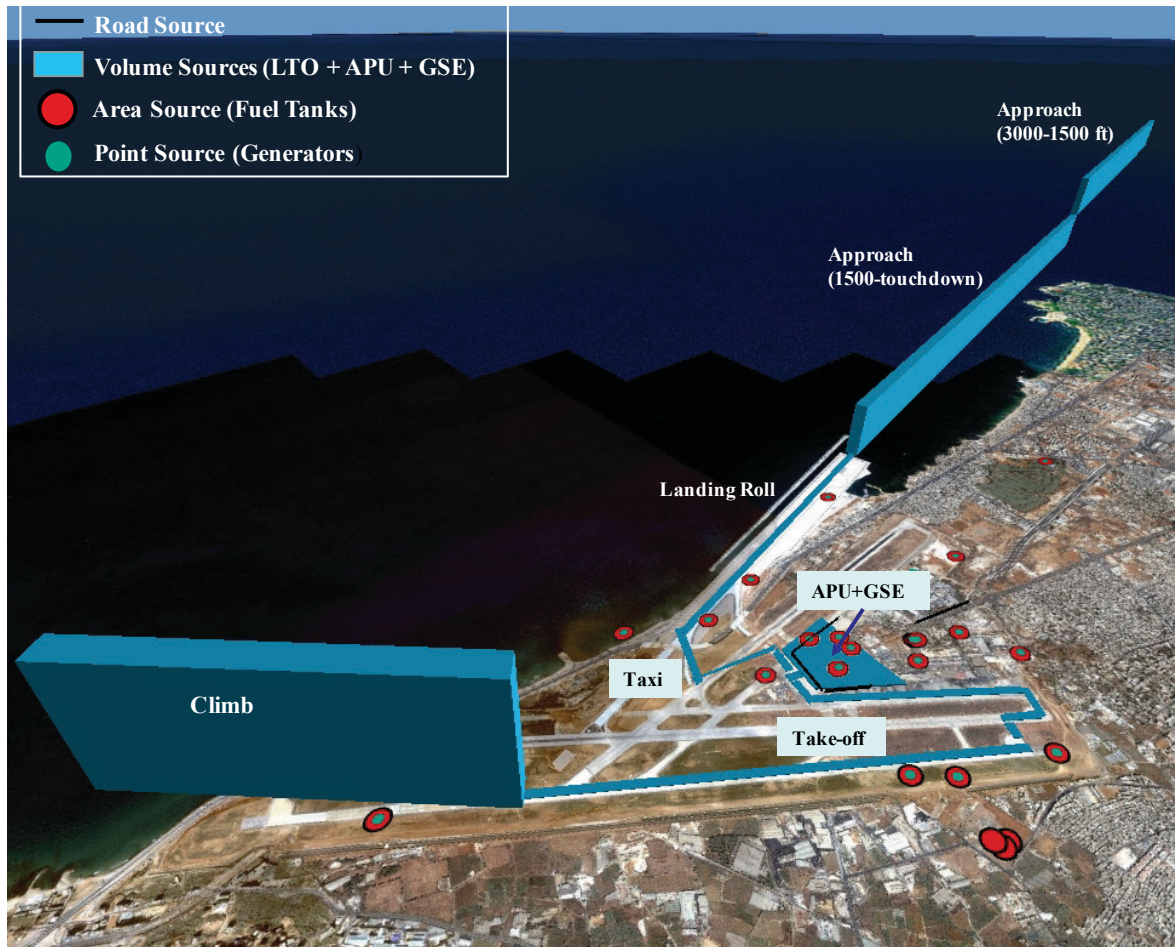 Road Source
Volume Sources (LTO + APU + GSE)
Area Source (Fuel Tanks)
Point Source (Generators)
Approach
(3000-1500 ft)
Approach
(1500-touchdown)
Landing Roll
APU+GSE
Taxi
Climb
Take-off